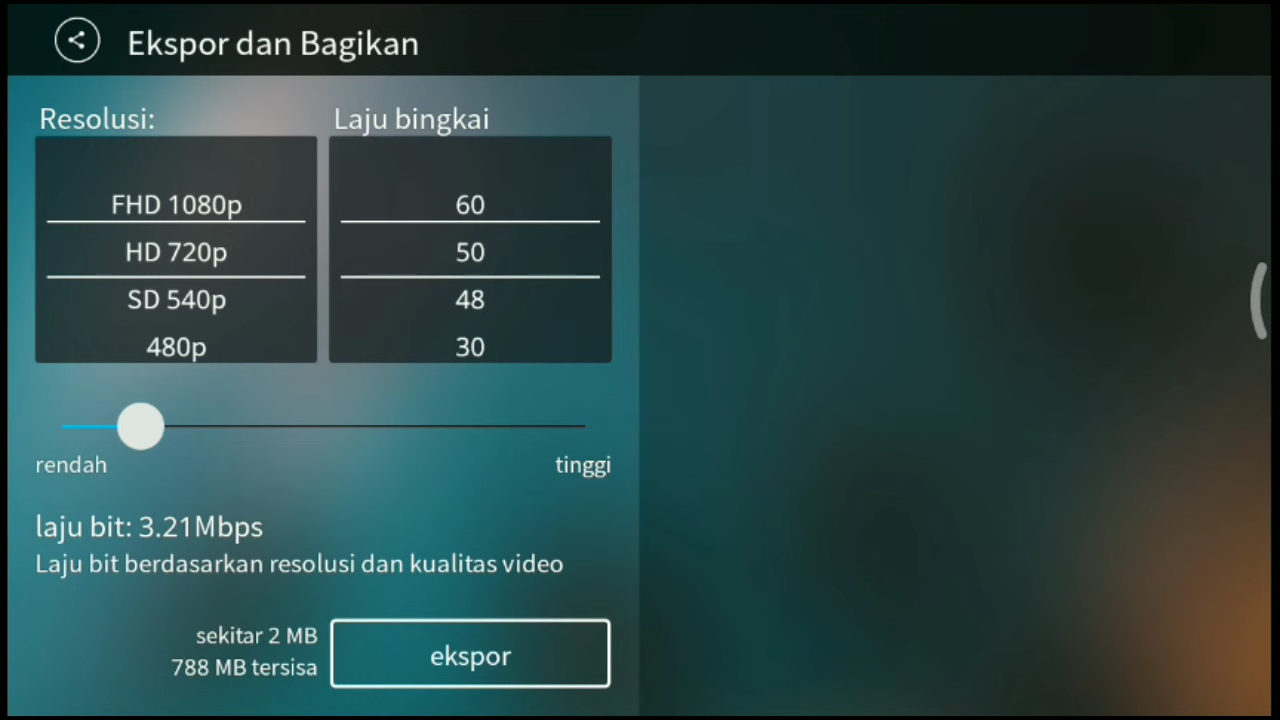 Ekspor dan Bagikan
Resolusi:
FHD 1080p
HD 720p
SD 540p
480p
Laju bingkai
60
50
48
30
rendah
tinggi
laju bit: 3.21Mbps
Laju bit berdasarkan resolusi dan kualitas video
sekitar 2 MB
788 MB tersisa
ekspor